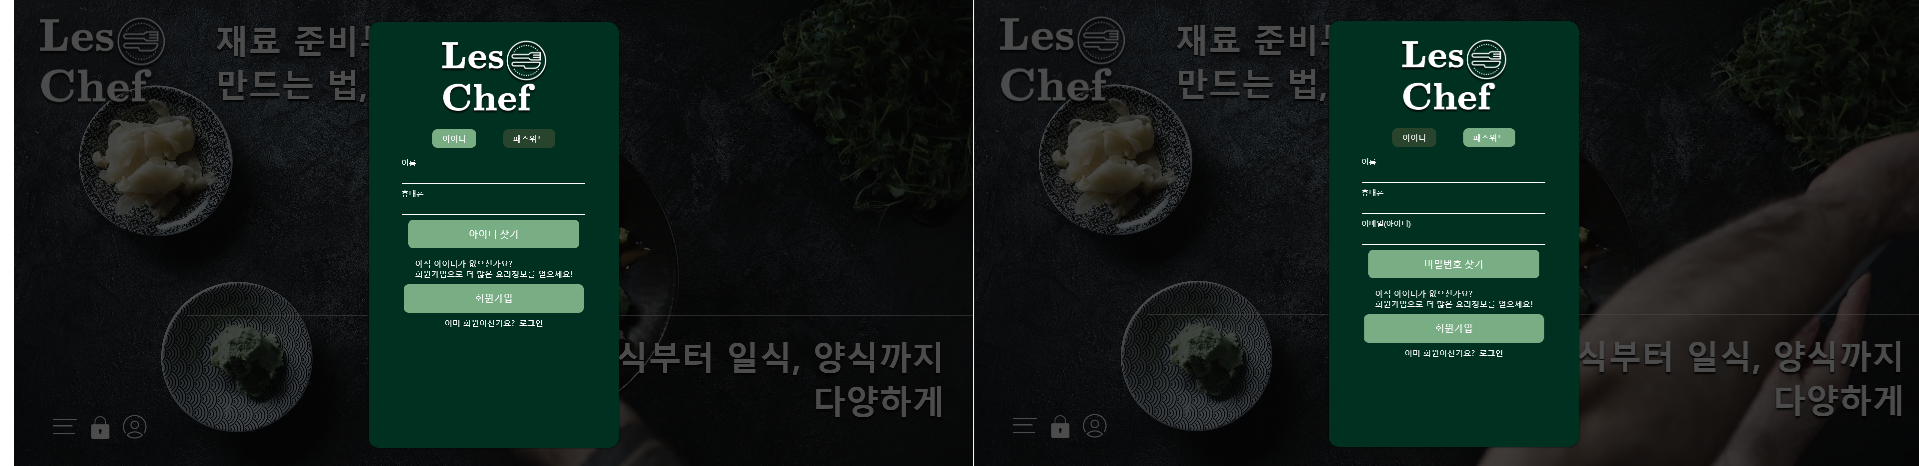 Les
Chef
재료 준비
만드는 법,
Les
Chef
아이디
패스워드
이름
휴대폰
아이디 찾기
아직 아이디가 없으신가요?
회원가입으로 더 많은 요리정보를 얻으세요!
회원가입
이미 회원이신가요? 로그인
식부터 일식, 양식까지
다양하게
Les
Chef
재료 준비
만드는 법,
Les
Chef
아이디
패스워드
이름
휴대폰
이메일(아이디)
비밀번호 찾기
아직 아이디가 없으신가요?
회원가입으로 더 많은 요리정보를 얻으세요!
회원가입
이미 회원이신가요? 로그인
식부터 일식, 양식까지
다양하게